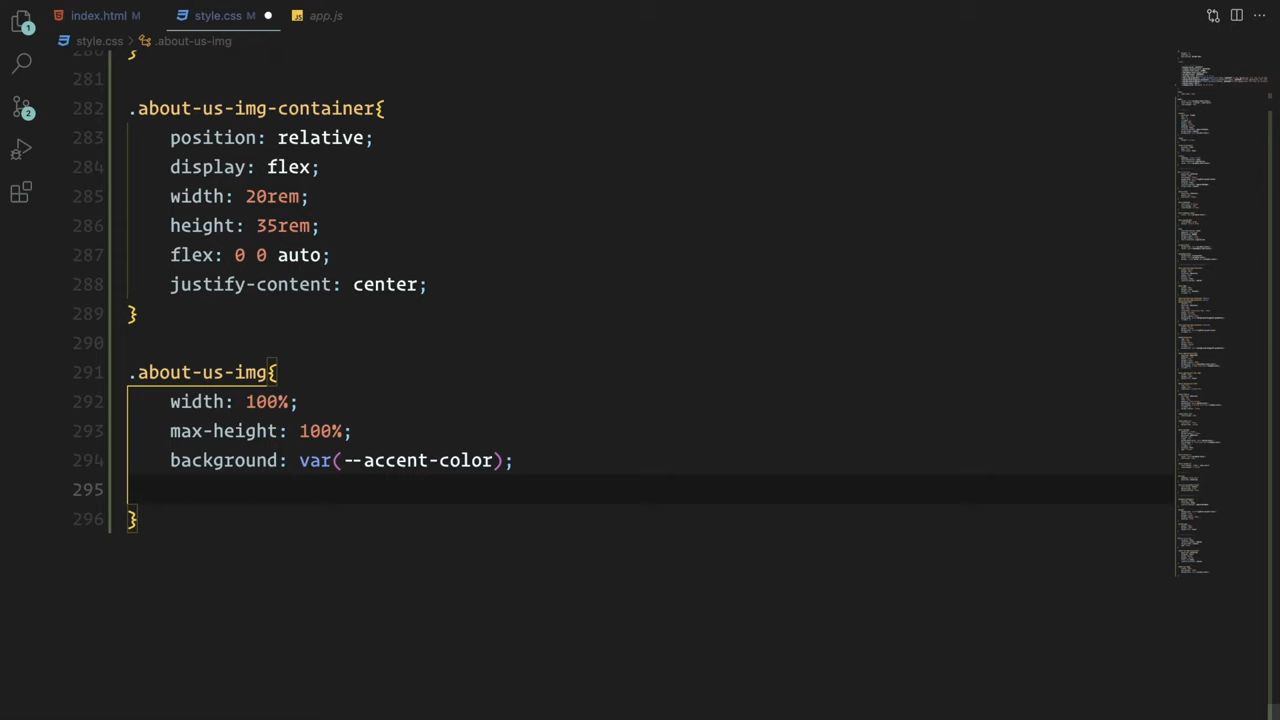 index.html M
style.css M
JS app.js
style.css
.about-us-img
1
2
280 }
281
282 .about-us-img-container{
283 position: relative;
284 display: flex;
285 width: 20rem;
286 height: 35rem;
287 flex: 0 0 auto;
288 justify-content: center;
289 }
290
291 .about-us-img{
292 width: 100%;
293 max-height: 100%;
294 background: var(--accent-color);
295
296 }